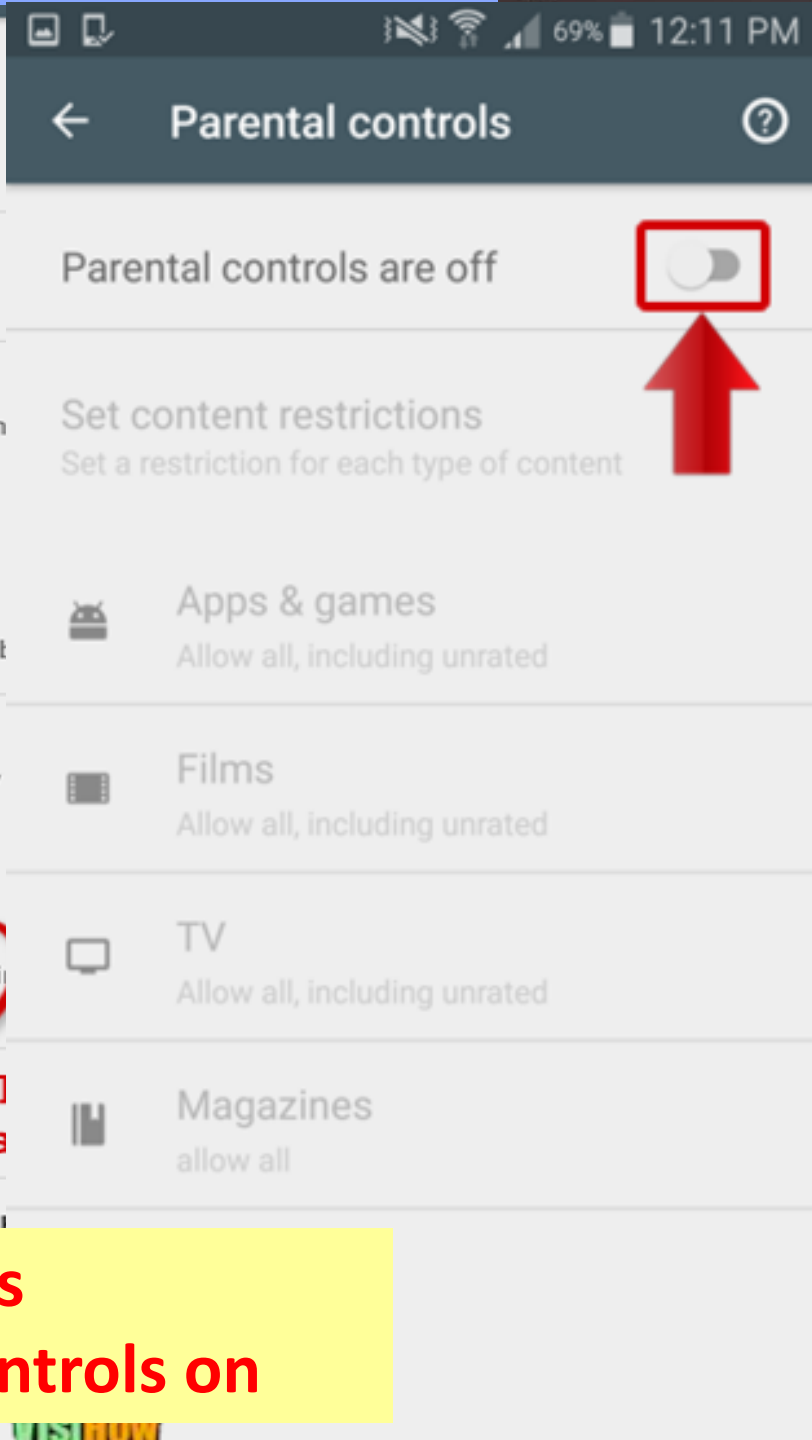 69% 12:11 PM
Parental controls
Parental controls are off
Set content restrictions
Set a restriction for each type of content
Apps & games
Allow all, including unrated
Films
Allow all, including unrated
TV
Allow all, including unrated
Magazines
allow all
s
ntrols on
VISIHOW